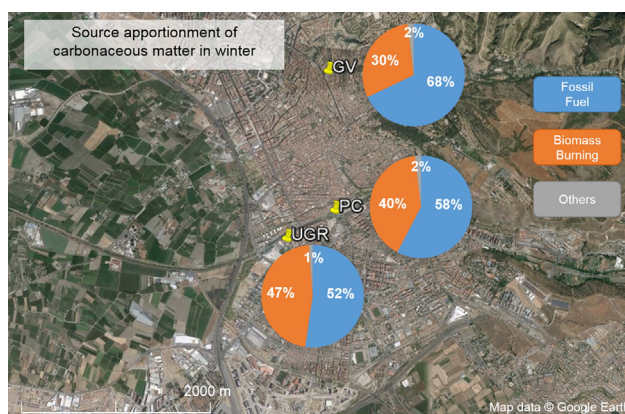 Source apportionment of
carbonaceous matter in winter
GV
2%
30%
68%
Fossil
Fuel
Biomass
Burning
Others
PC
2%
40%
58%
UGR
1%
47%
52%
2000 m
Map data © Google Earth